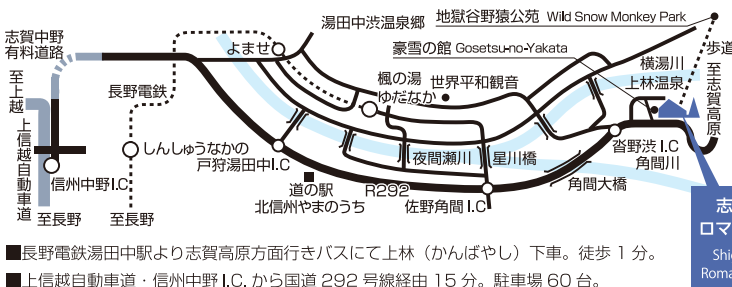 志賀中野
有料道路
湯田中渋温泉郷
地獄谷野猿公苑 Wild Snow Monkey Park
よませ
豪雪の館 Gosetsu-no-Yakata
歩道
至上越
長野電鉄
楓の湯
ゆだなか
世界平和観音
横湯川
上林温泉
至志賀高原
上信越自動車道
しんしゅうなかの
信州中野I.C
戸狩湯田中I.C
道の駅
北信州やまのうち
R292
夜間瀬川
星川橋
佐野角間 I.C
角間大橋
沓野渋 I.C
角間川
至長野
至長野
志
ロマ
Shi
Roma
■長野電鉄湯田中駅より志賀高原方面行きバスにて上林（かんばやし）下車。徒歩 1 分。
■上信越自動車道・信州中野 I.C. から国道 292 号線経由 15 分。駐車場 60 台。